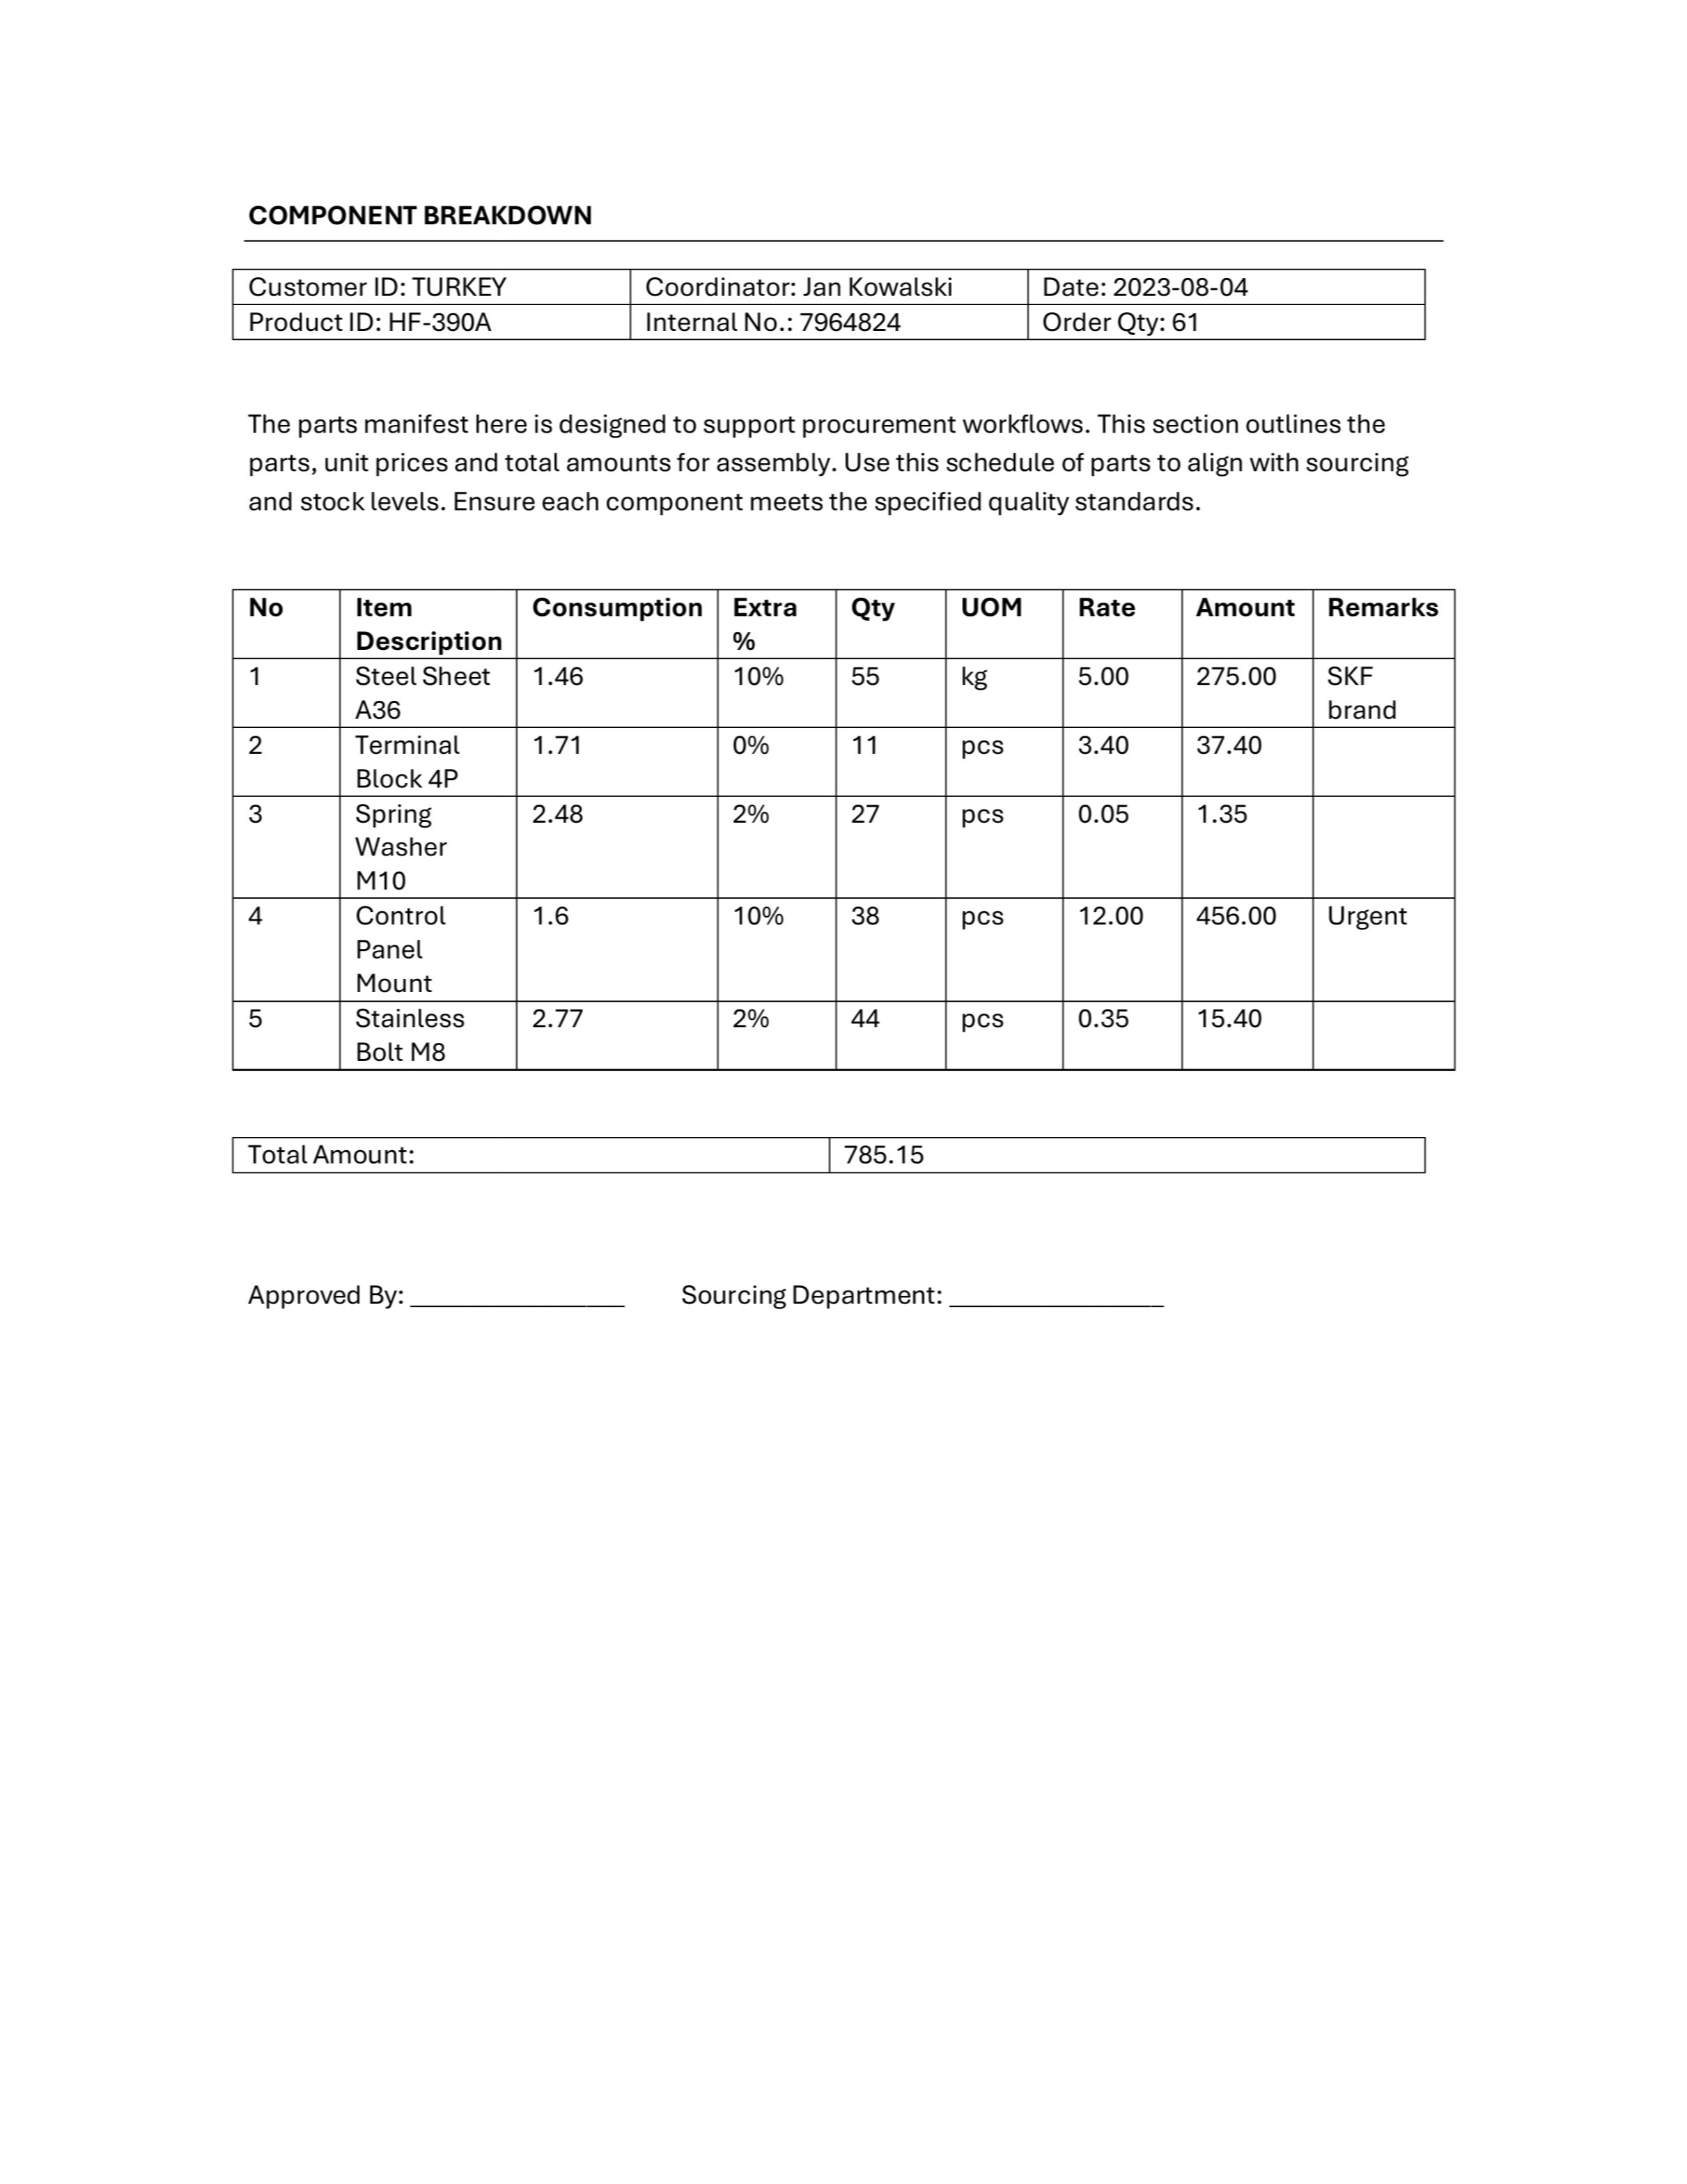 COMPONENT BREAKDOWN
Customer ID: TURKEY Coordinator: Jan Kowalski Date: 2023-08-04
Product ID: HF-390A Internal No.: 7964824 Order Qty: 61
The parts manifest here is designed to support procurement workflows. This section outlines the
parts, unit prices and total amounts for assembly. Use this schedule of parts to align with sourcing
and stock levels. Ensure each component meets the specified quality standards.
No Item Description Consumption Extra % Qty UOM Rate Amount Remarks
1 Steel Sheet A36 1.46 10% 55 kg 5.00 275.00 SKF brand
2 Terminal Block 4P 1.71 0% 11 pcs 3.40 37.40
3 Spring Washer M10 2.48 2% 27 pcs 0.05 1.35
4 Control Panel Mount 1.6 10% 38 pcs 12.00 456.00 Urgent
5 Stainless Bolt M8 2.77 2% 44 pcs 0.35 15.40
Total Amount: 785.15
Approved By: ________________ Sourcing Department: ________________